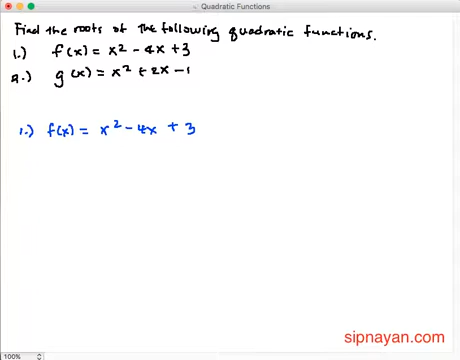 Quadratic Functions
Find the roots of the following quadratic functions.
1.) f(x) = x² - 4x + 3
2.) g(x) = x² + 2x - 1
1.) f(x) = x² - 4x + 3
sipnayan.com
100%